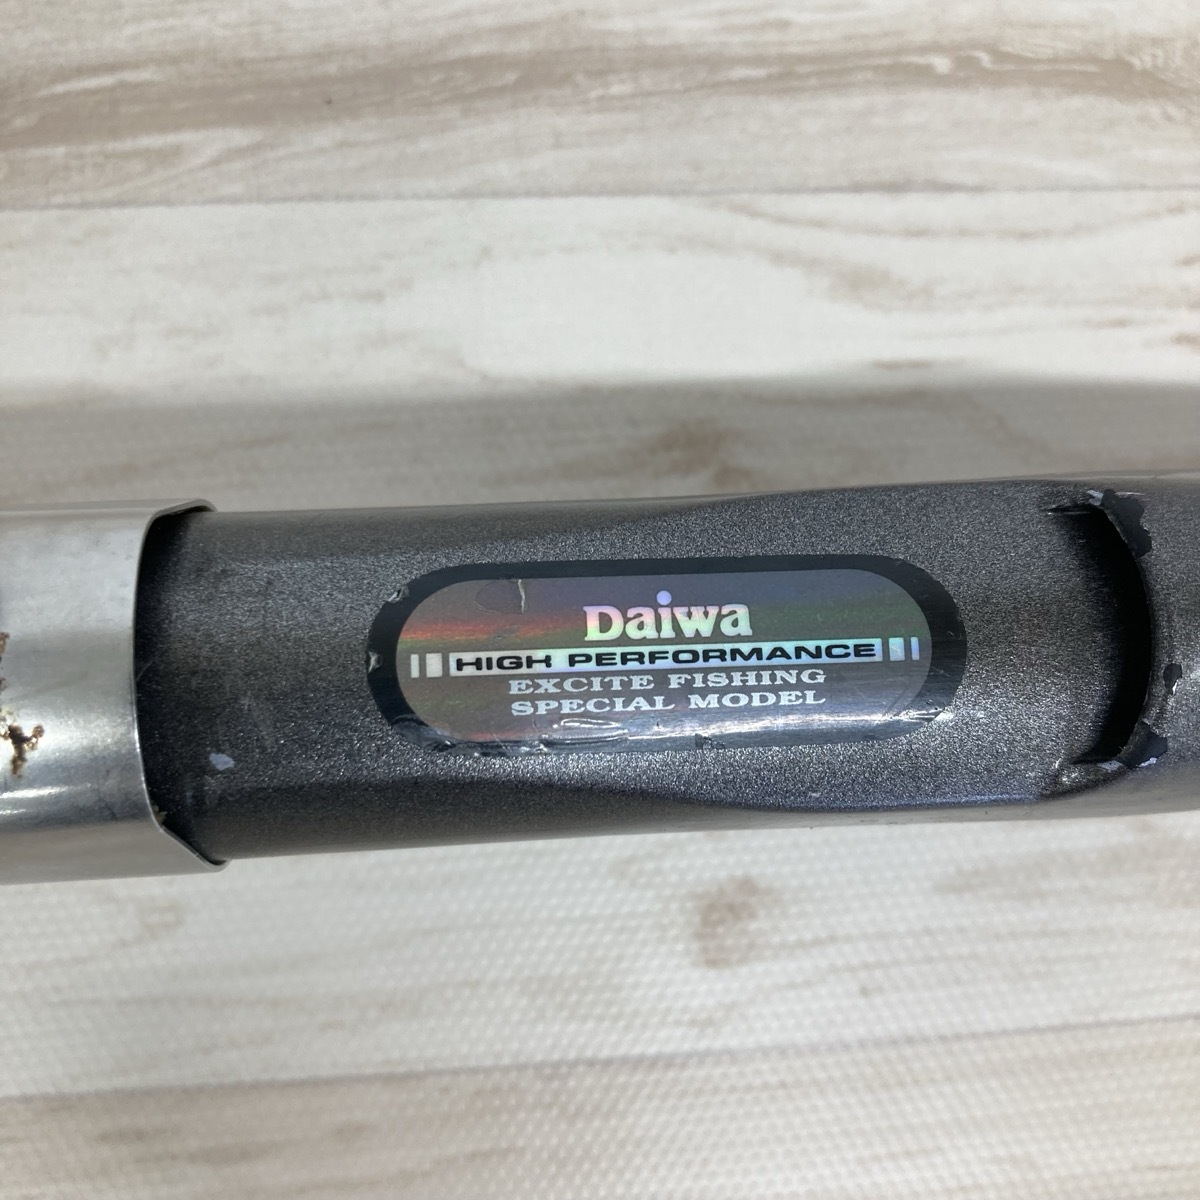 Daiwa
HIGH PERFORMANCE
EXCITE FISHING
SPECIAL MODEL